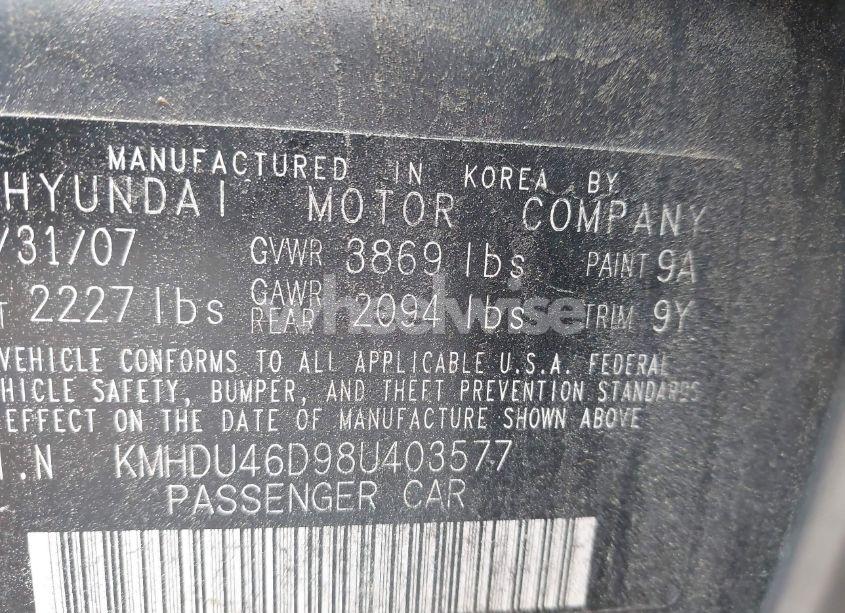 MANUFACTURED IN KOREA BY
HYUNDAI MOTOR COMPANY
/31/07 GVWR 3869 lbs PAINT 9A
2227 lbs GAWR REAR 2094 lbs TRIM 9Y
VEHICLE CONFORMS TO ALL APPLICABLE U.S.A. FEDERAL
HICLE SAFETY, BUMPER, AND THEFT PREVENTION STANDARDS
EFFECT ON THE DATE OF MANUFACTURE SHOWN ABOVE
.N KMHDU46D98U403577
PASSENGER CAR
wheelwise